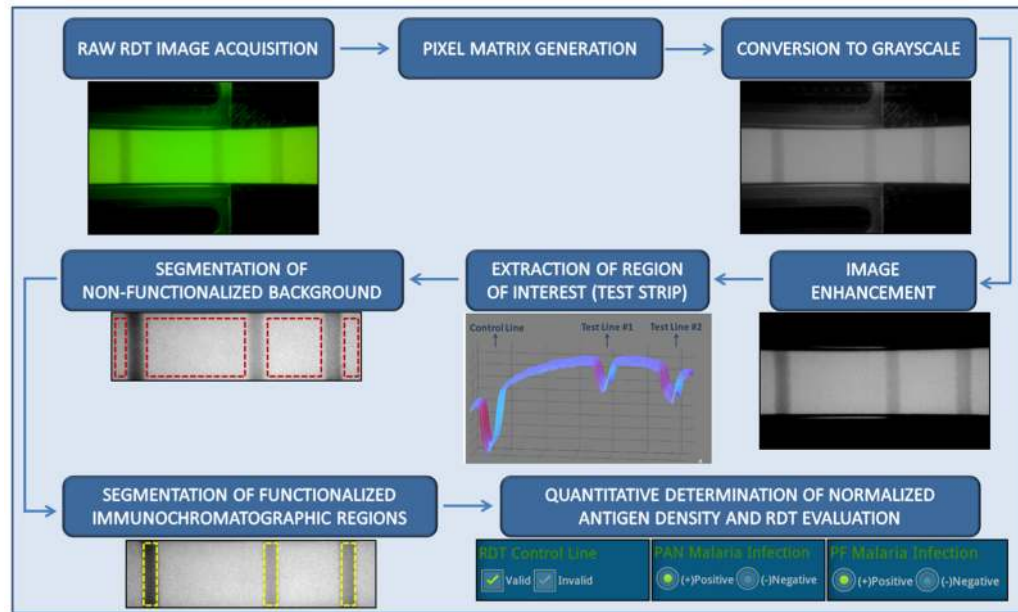 RAW RDT IMAGE ACQUISITION
PIXEL MATRIX GENERATION
CONVERSION TO GRAYSCALE
IMAGE
ENHANCEMENT
EXTRACTION OF REGION
OF INTEREST (TEST STRIP)
Control Line
Test Line #1
Test Line #2
SEGMENTATION OF
NON-FUNCTIONALIZED BACKGROUND
SEGMENTATION OF FUNCTIONALIZED
IMMUNOCHROMATOGRAPHIC REGIONS
QUANTITATIVE DETERMINATION OF NORMALIZED
ANTIGEN DENSITY AND RDT EVALUATION
RDT Control Line
Valid
Invalid
PAN Malaria Infection
(+)Positive
(-)Negative
PF Malaria Infection
(+)Positive
(-)Negative